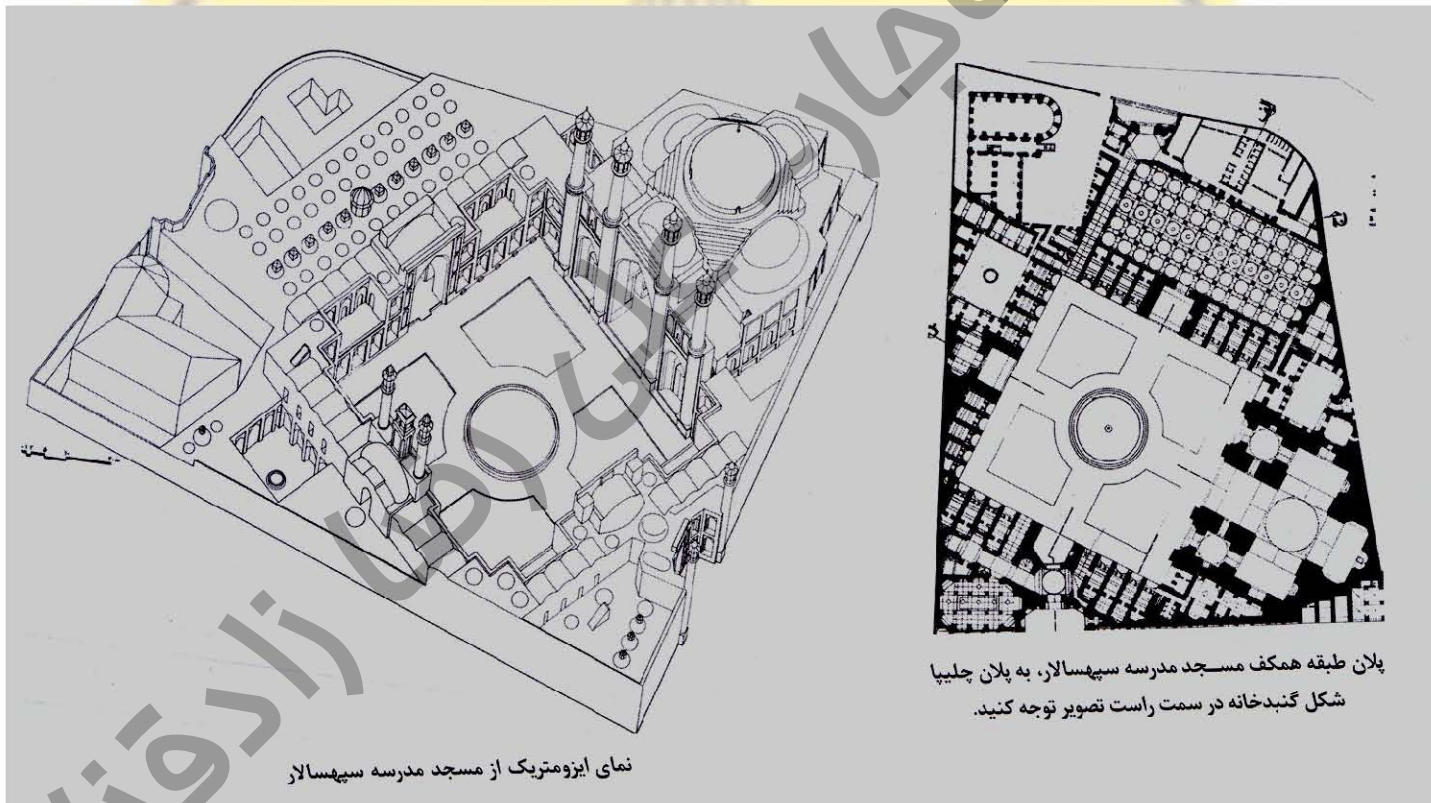 پلان طبقه همکف مسـجد مدرسه سپهسالار، به پلان چلیپا
شکل گنبدخانه در سمت راست تصویر توجه کنید.
نمای ایزومتریک از مسجد مدرسه سپهسالار